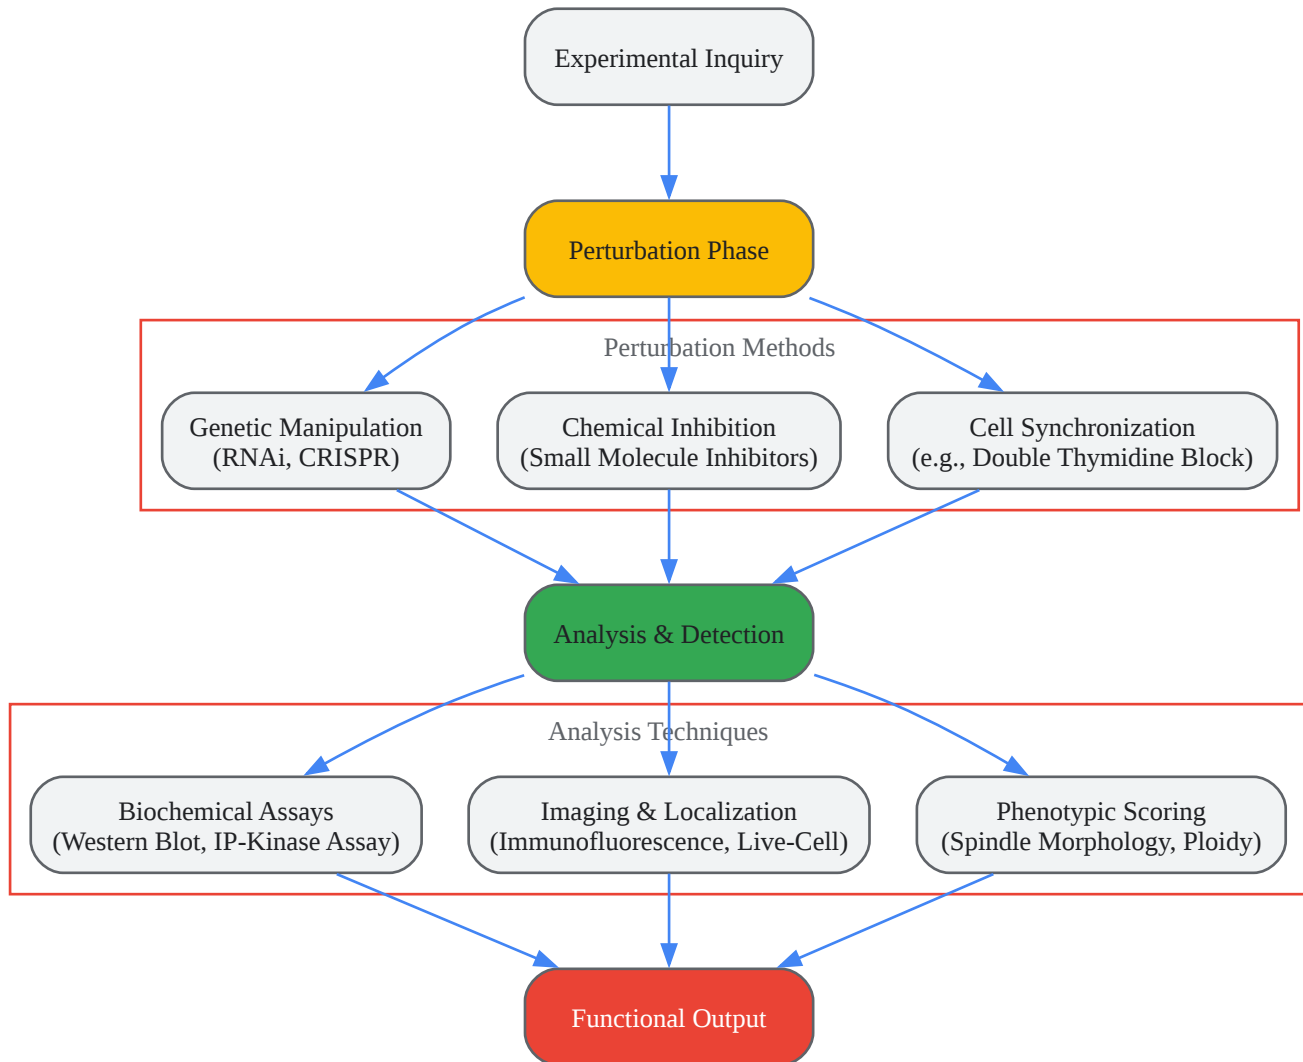 Experimental Inquiry
Perturbation Phase
Perturbation Methods
Genetic Manipulation
(RNAi, CRISPR)
Chemical Inhibition
(Small Molecule Inhibitors)
Cell Synchronization
(e.g., Double Thymidine Block)
Analysis & Detection
Analysis Techniques
Biochemical Assays
(Western Blot, IP-Kinase Assay)
Imaging & Localization
(Immunofluorescence, Live-Cell)
Phenotypic Scoring
(Spindle Morphology, Ploidy)
Functional Output